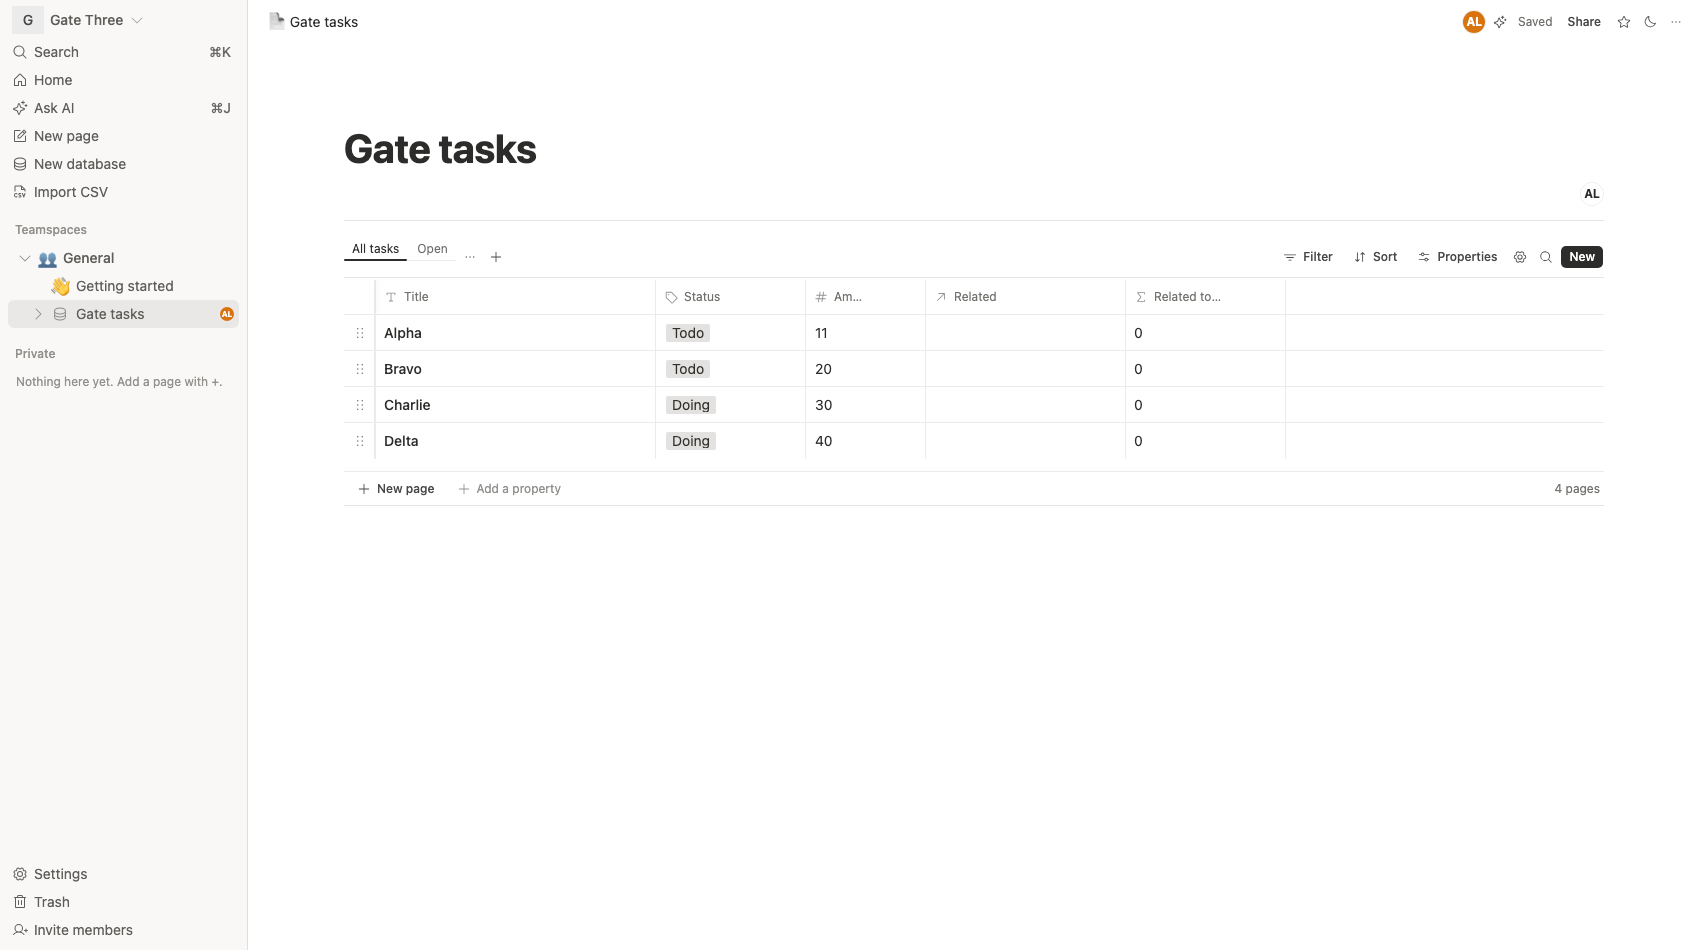 G Gate Three
Search ⌘K
Home
Ask AI ⌘J
New page
New database
CSV Import CSV
Teamspaces
General
Getting started
Gate tasks AL
Private
Nothing here yet. Add a page with +.
Settings
Trash
Invite members
Gate tasks
AL Saved Share
Gate tasks
AL
All tasks Open
Filter Sort Properties New
Title Status # Am... Related Σ Related to...
Alpha Todo 11 0
Bravo Todo 20 0
Charlie Doing 30 0
Delta Doing 40 0
+ New page + Add a property 4 pages